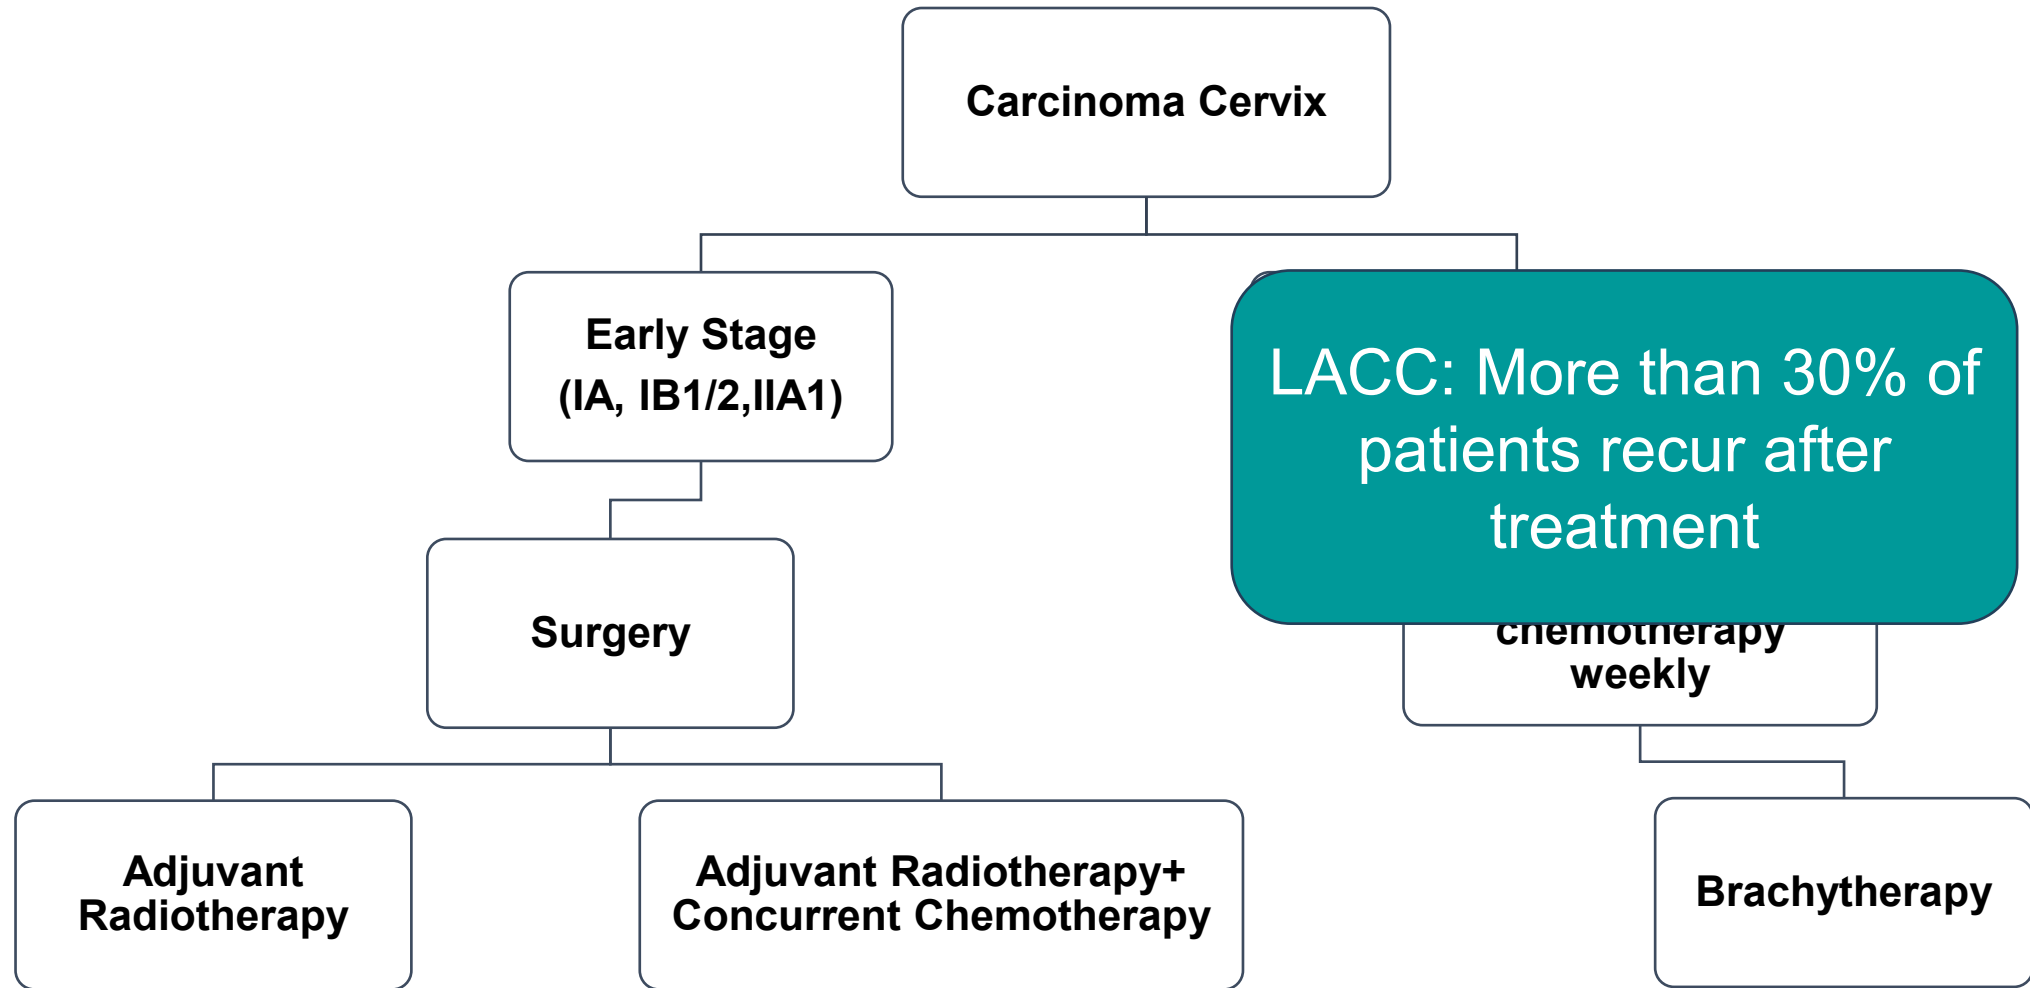 Carcinoma Cervix
Early Stage
(IA, IB1/2,IIA1)
LACC: More than 30% of
patients recur after
treatment
Surgery
chemotherapy
weekly
Adjuvant
Radiotherapy
Adjuvant Radiotherapy+
Concurrent Chemotherapy
Brachytherapy